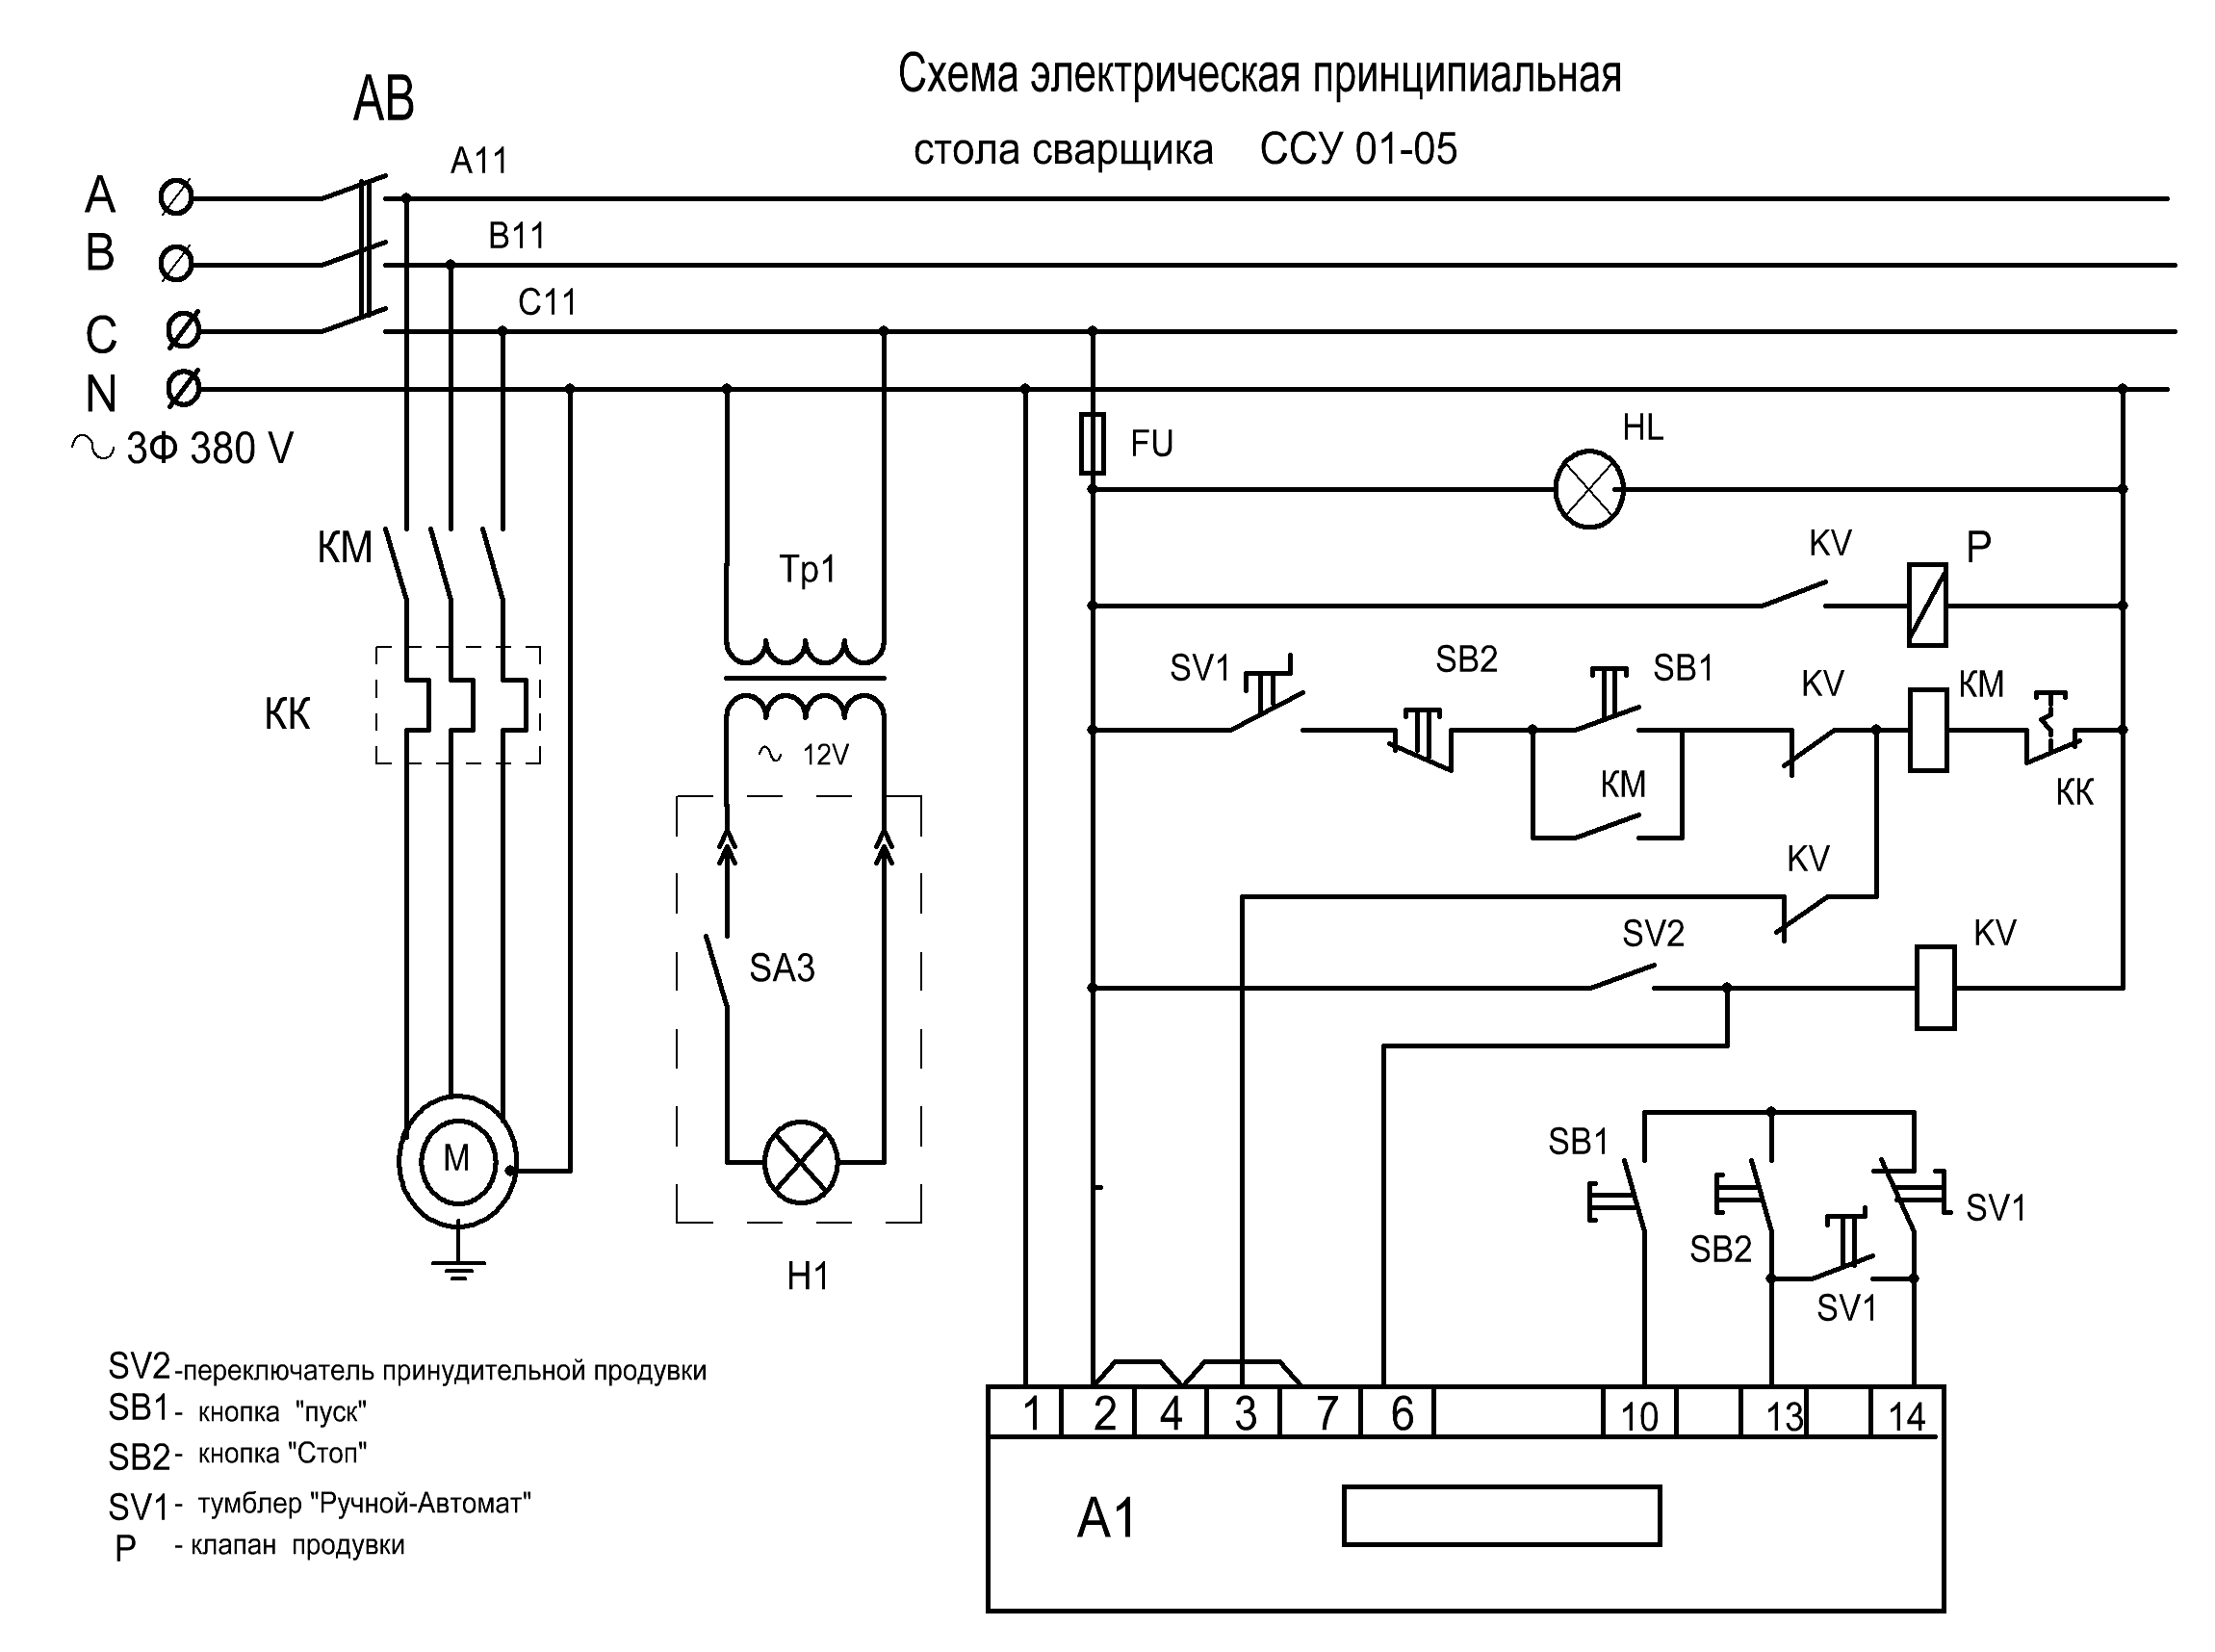 Схема электрическая принципиальная
стола сварщика ССУ 01-05
АВ
A11
A
B11
B
C11
C
N
3Ф 380 V
FU
HL
KV
P
КМ
Тр1
SV1
SB2
SB1
KV
КМ
КК
12V
КМ
КК
KV
SV2
KV
SA3
M
SB1
SV1
SB2
SV1
H1
SV2 -переключатель принудительной продувки
SB1 - кнопка "пуск"
SB2 - кнопка "Стоп"
SV1 - тумблер "Ручной-Автомат"
P - клапан продувки
1 2 4 3 7 6 10 13 14
A1